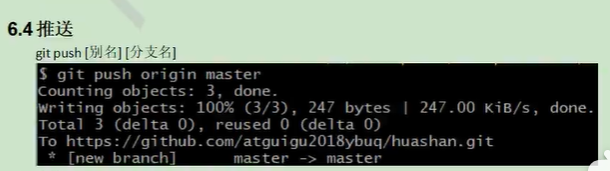 6.4 推送
git push [别名] [分支名]
$ git push origin master
Counting objects: 3, done.
Writing objects: 100% (3/3), 247 bytes | 247.00 KiB/s, done.
Total 3 (delta 0), reused 0 (delta 0)
To https://github.com/atguigu2018ybuq/huashan.git
 * [new branch]      master -> master